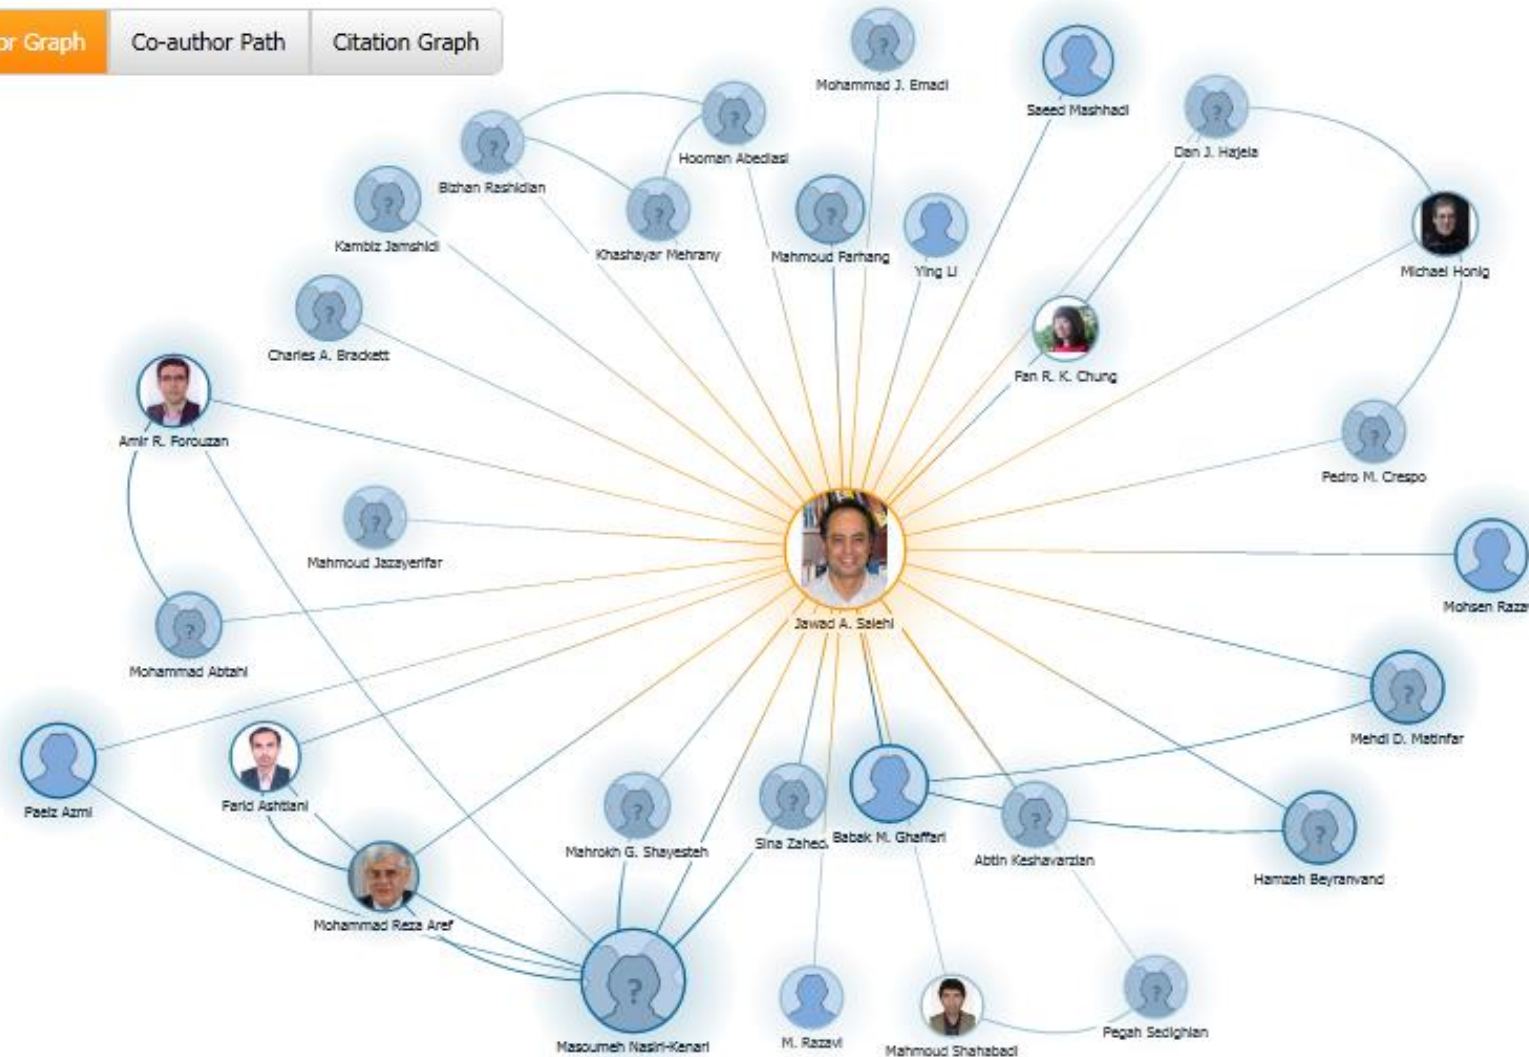 or Graph
Co-author Path
Citation Graph
Mohammad J. Emadi
Saeed Mashhadi
Dan J. Hajela
Hooman Abediasl
Bizhan Rashidian
Kambiz Jamshidi
Khashayar Mehrany
Mahmoud Farhang
Ying Li
Michael Honig
Charles A. Brackett
Fan R. K. Chung
Amir R. Forouzan
Pedro M. Crespo
Mahmoud Jazayerifar
Mohsen Raza
Jawad A. Salehi
Mohammad Abtahi
Mehdi D. Matinfar
Paeiz Azmi
Farid Ashtiani
Mahrokh G. Shayesteh
Sina Zahed
Babak M. Ghaffari
Abtin Keshavarzian
Hamzeh Beyranvand
Mohammad Reza Aref
Masoumeh Nasiri-Kenari
M. Razavi
Mahmoud Shahabadi
Pegah Sedighian